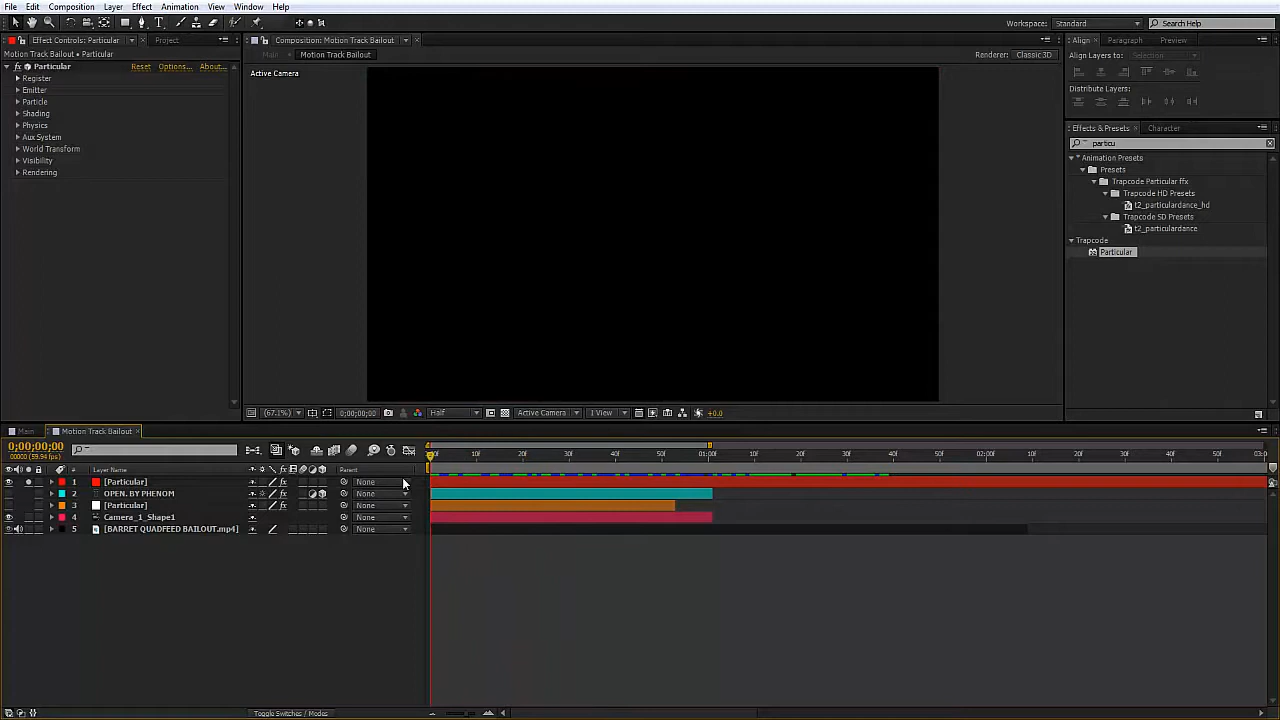 File Edit Composition Layer Effect Animation View Window Help
Workspace: Standard Search Help
Effect Controls: Particular Project
Composition: Motion Track Bailout
Align Paragraph Preview
Motion Track Bailout • Particular
Main Motion Track Bailout
Renderer: Classic 3D
Align Layers to: Selection
Particular Reset Options... About...
Active Camera
Register
Emitter
Distribute Layers:
Particle
Shading
Physics
Effects & Presets Character
Aux System
particu
World Transform
* Animation Presets
Visibility
Presets
Rendering
Trapcode Particular ffx
Trapcode HD Presets
t2_particulardance_hd
Trapcode SD Presets
t2_particulardance
Trapcode
Particular
(67.1%) 0;00;00;00 Half Active Camera 1 View +0.0
Main Motion Track Bailout
0;00;00;00
00000 (59.94 fps)
:00f 10f 20f 30f 40f 50f 01:00f 10f 20f 30f 40f 50f 02:00f 10f 20f 30f 40f 50f 03:0
# Layer Name Parent
1 [Particular] None
2 OPEN. BY PHENOM None
3 [Particular] None
4 Camera_1_Shape1 None
5 [BARRET QUADFEED BAILOUT.mp4] None
Toggle Switches / Modes